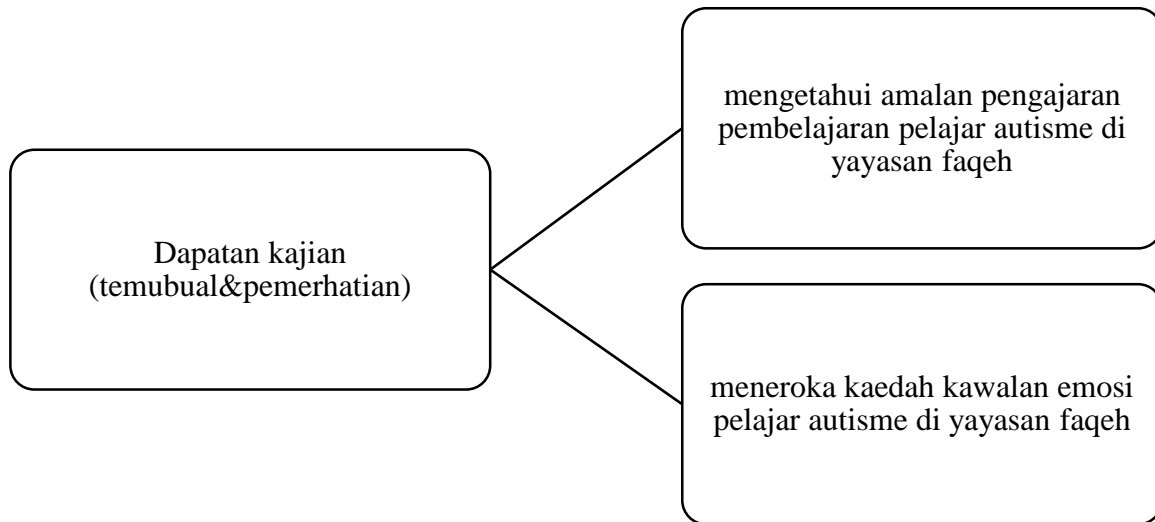 Dapatan kajian
(temubual&pemerhatian)
mengetahui amalan pengajaran
pembelajaran pelajar autisme di
yayasan faqeh
meneroka kaedah kawalan emosi
pelajar autisme di yayasan faqeh